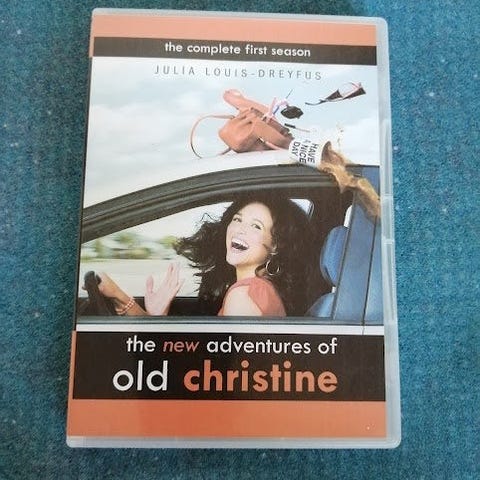 the complete first season
JULIA LOUIS-DREYFUS
HAVE
A NICE
DAY
the new adventures of
old christine